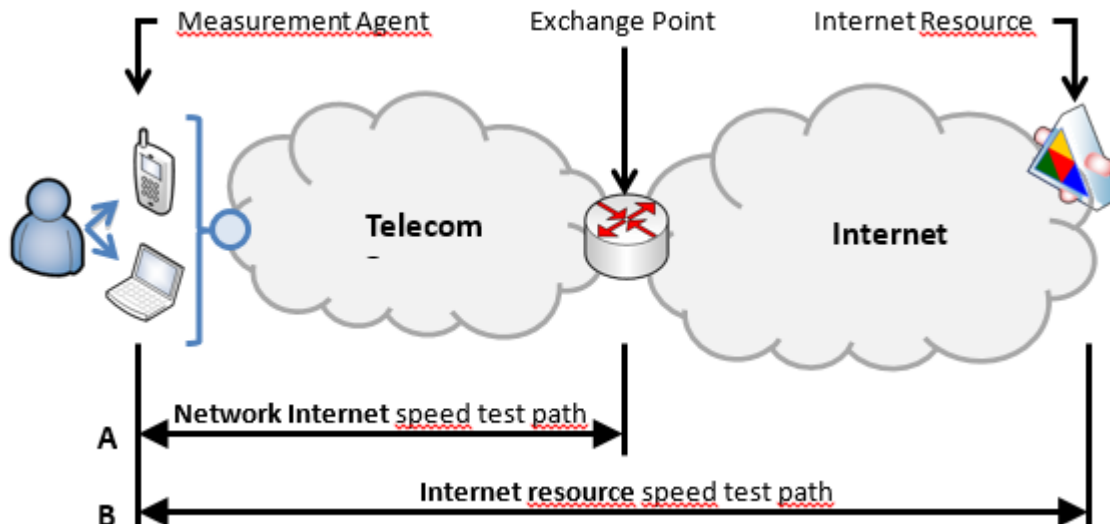 Measurement Agent
Exchange Point
Internet Resource
Telecom
Internet
Network Internet speed test path
A
Internet resource speed test path
B